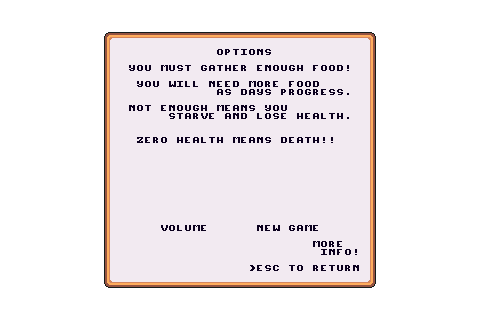 OPTIONS
YOU MUST GATHER ENOUGH FOOD!
YOU WILL NEED MORE FOOD
AS DAYS PROGRESS.
NOT ENOUGH MEANS YOU
STARVE AND LOSE HEALTH.
ZERO HEALTH MEANS DEATH!!
VOLUME NEW GAME
MORE
INFO!
>ESC TO RETURN